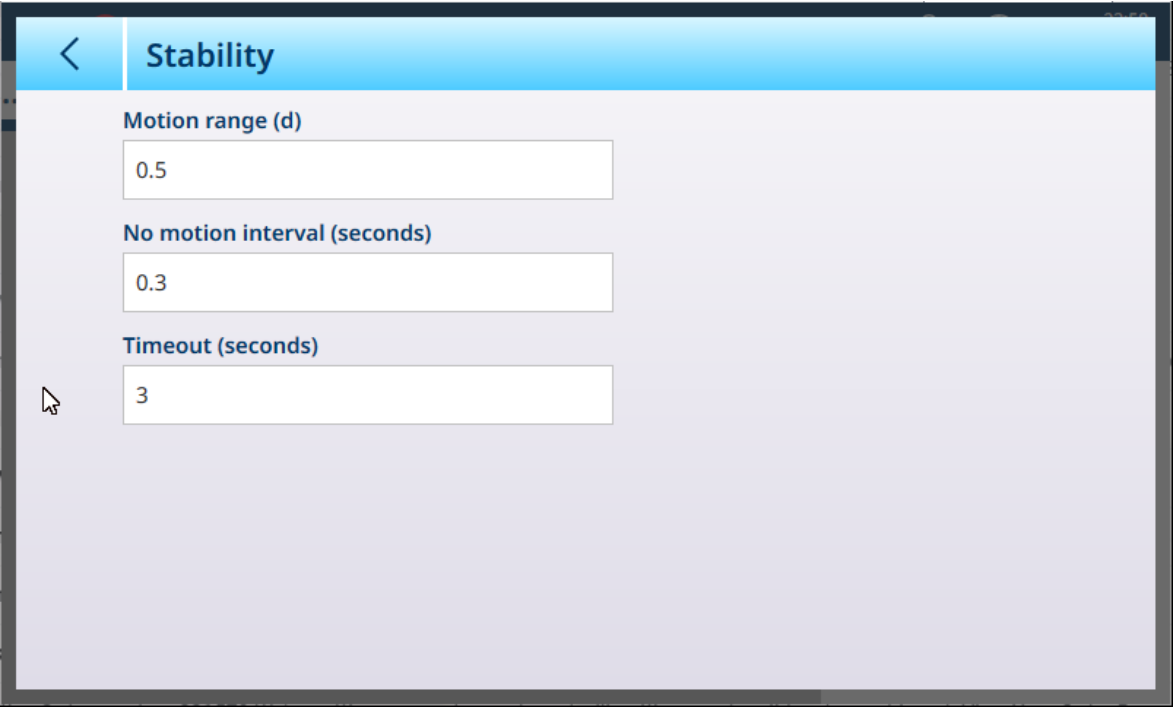 Stability
Motion range (d)
0.5
No motion interval (seconds)
0.3
Timeout (seconds)
3